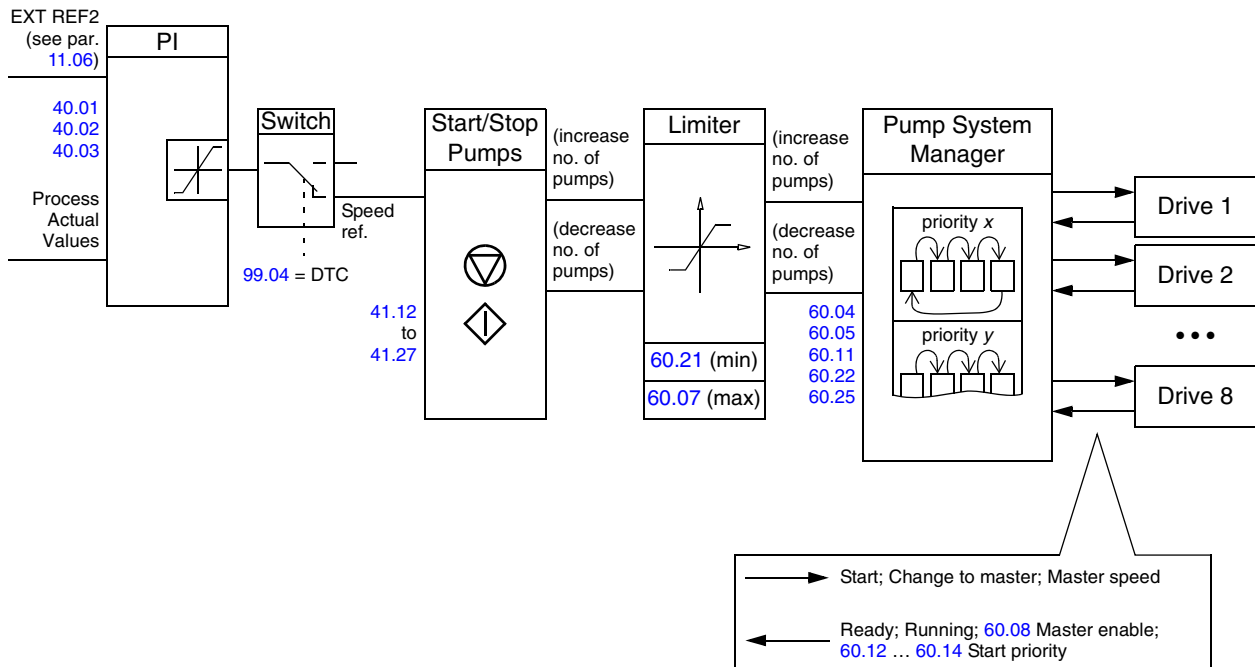 EXT REF2
(see par.
11.06)
PI
40.01
40.02
40.03
Process
Actual
Values
Switch
Speed
ref.
99.04 = DTC
Start/Stop
Pumps
41.12
to
41.27
(increase
no. of
pumps)
(decrease
no. of
pumps)
Limiter
60.21 (min)
60.07 (max)
(increase
no. of
pumps)
(decrease
no. of
pumps)
60.04
60.05
60.11
60.22
60.25
Pump System
Manager
priority x
priority y
Drive 1
Drive 2
•••
Drive 8
Start; Change to master; Master speed
Ready; Running; 60.08 Master enable;
60.12 … 60.14 Start priority